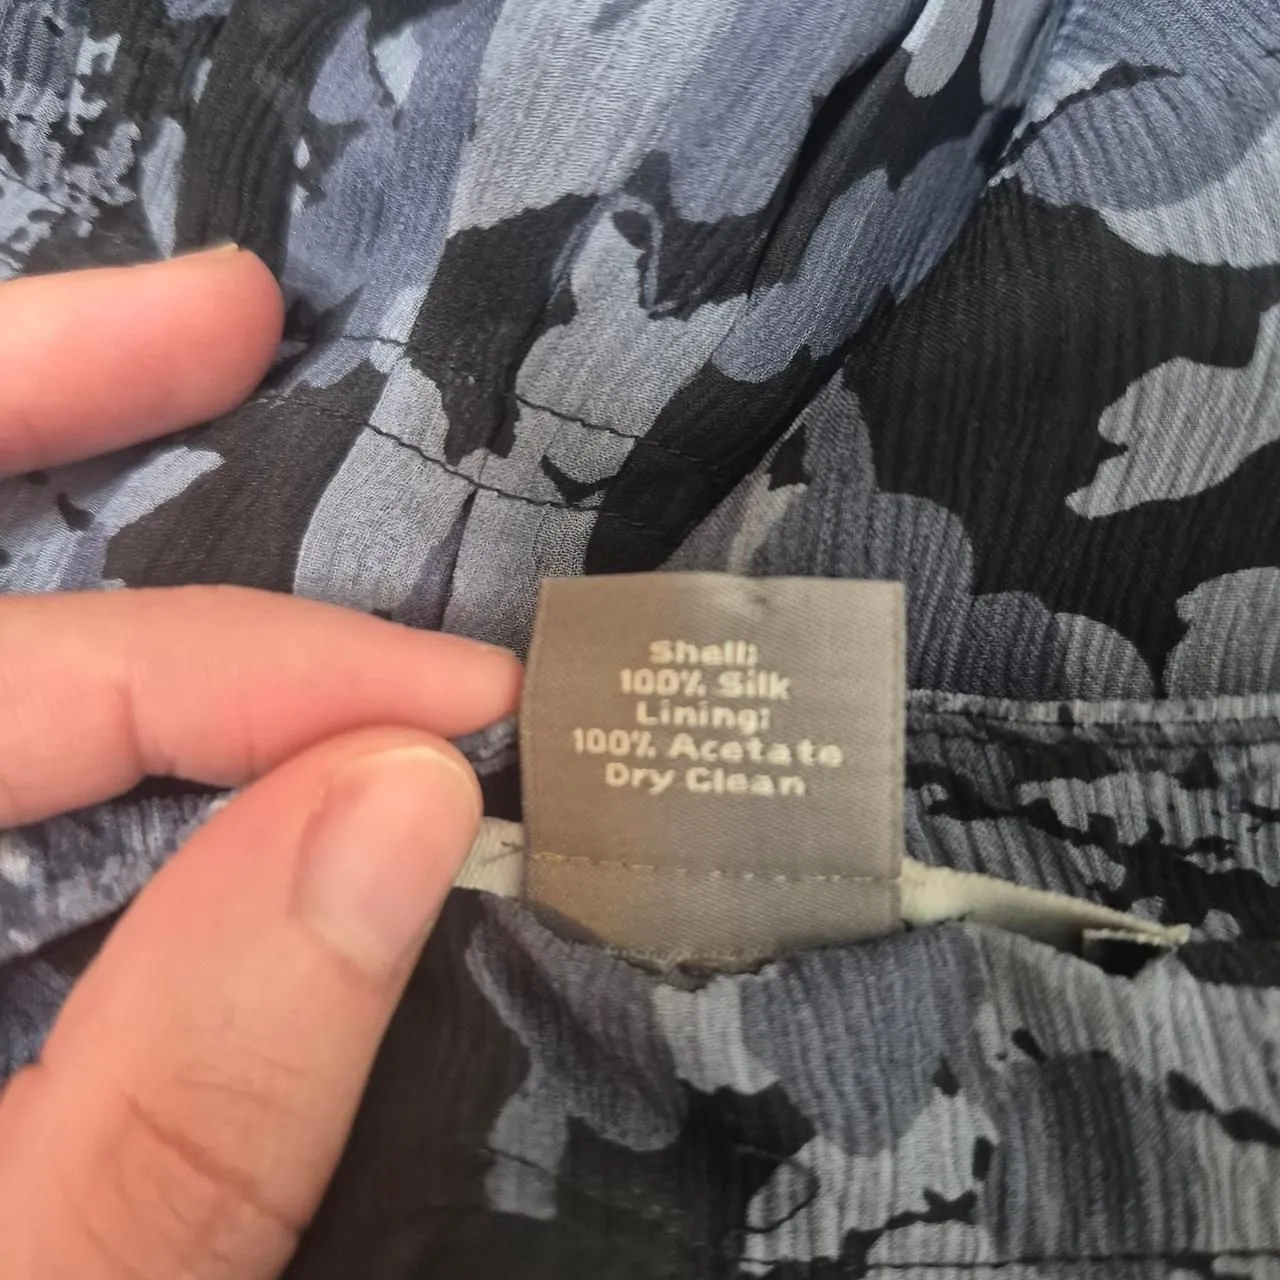 Shell:
100% Silk
Lining:
100% Acetate
Dry Clean